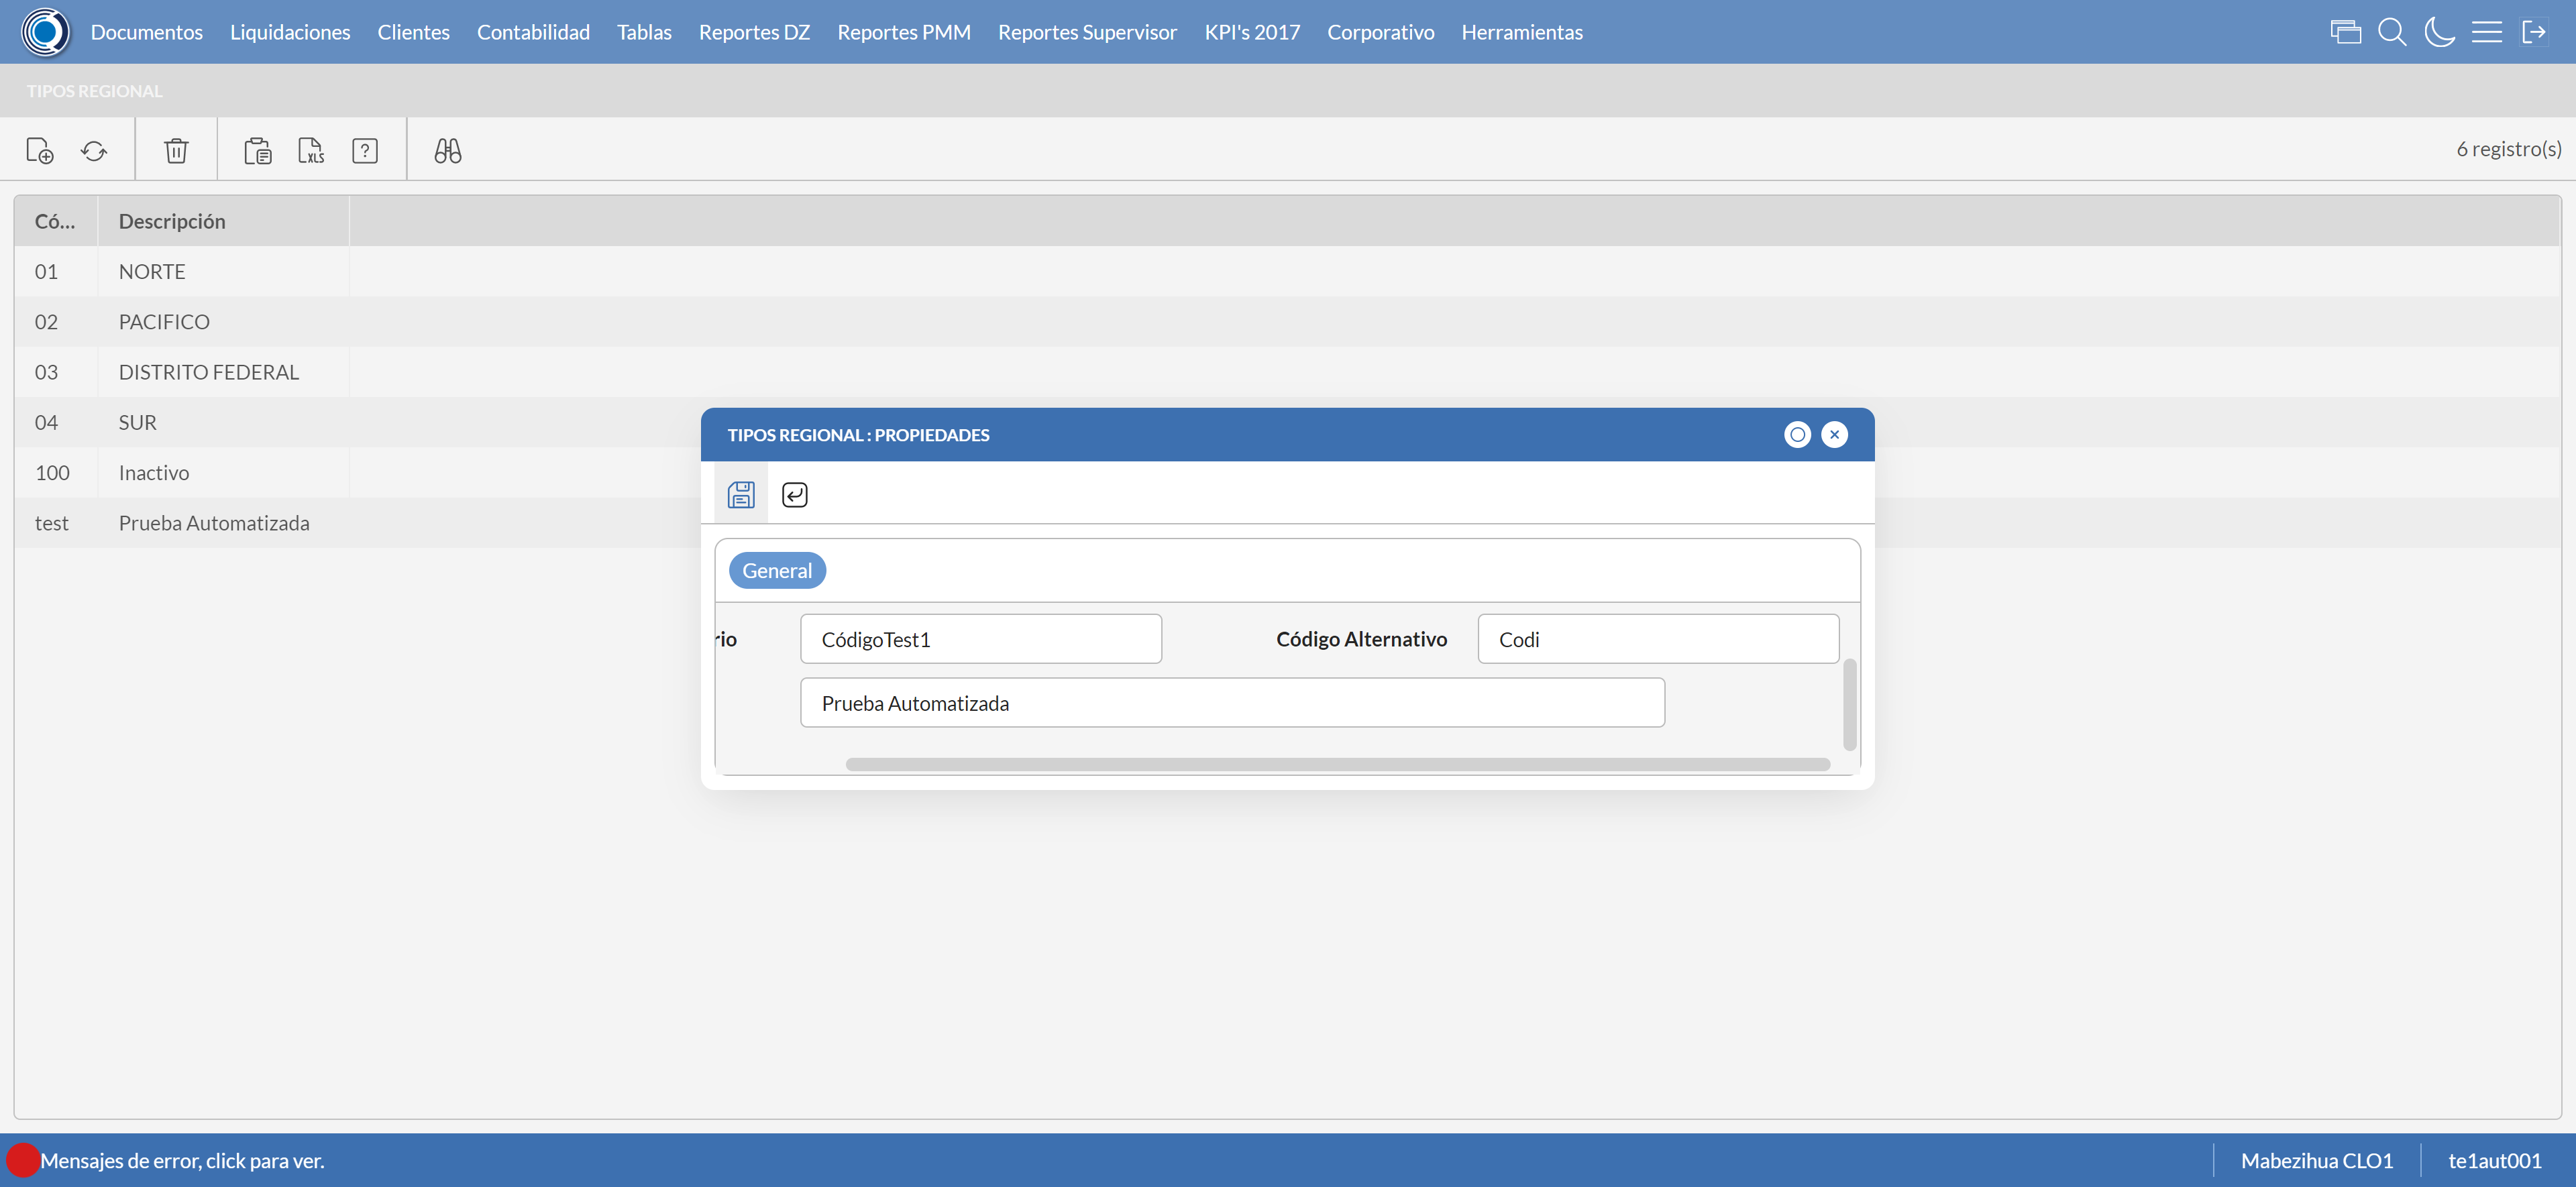 Documentos Liquidaciones Clientes Contabilidad Tablas Reportes DZ Reportes PMM Reportes Supervisor KPI's 2017 Corporativo Herramientas
TIPOS REGIONAL
XLS ? 6 registro(s)
Có... Descripción
01 NORTE
02 PACIFICO
03 DISTRITO FEDERAL
04 SUR
100 Inactivo
test Prueba Automatizada
TIPOS REGIONAL : PROPIEDADES
General
rio CódigoTest1 Código Alternativo Codi
Prueba Automatizada
Mensajes de error, click para ver. Mabezihua CLO1 te1aut001